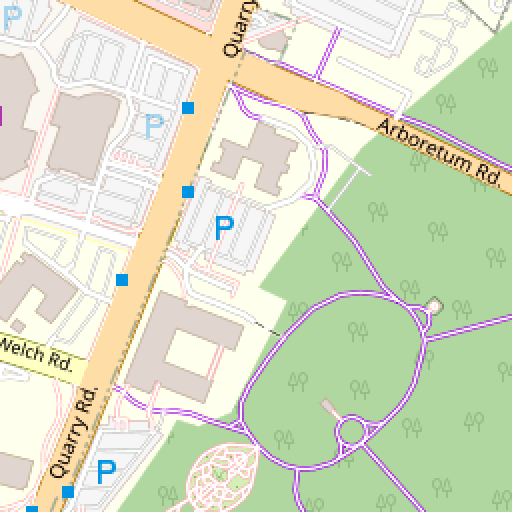 P
Quarry
Arboretum Rd.
P
P
Welch Rd.
Quarry Rd.
P